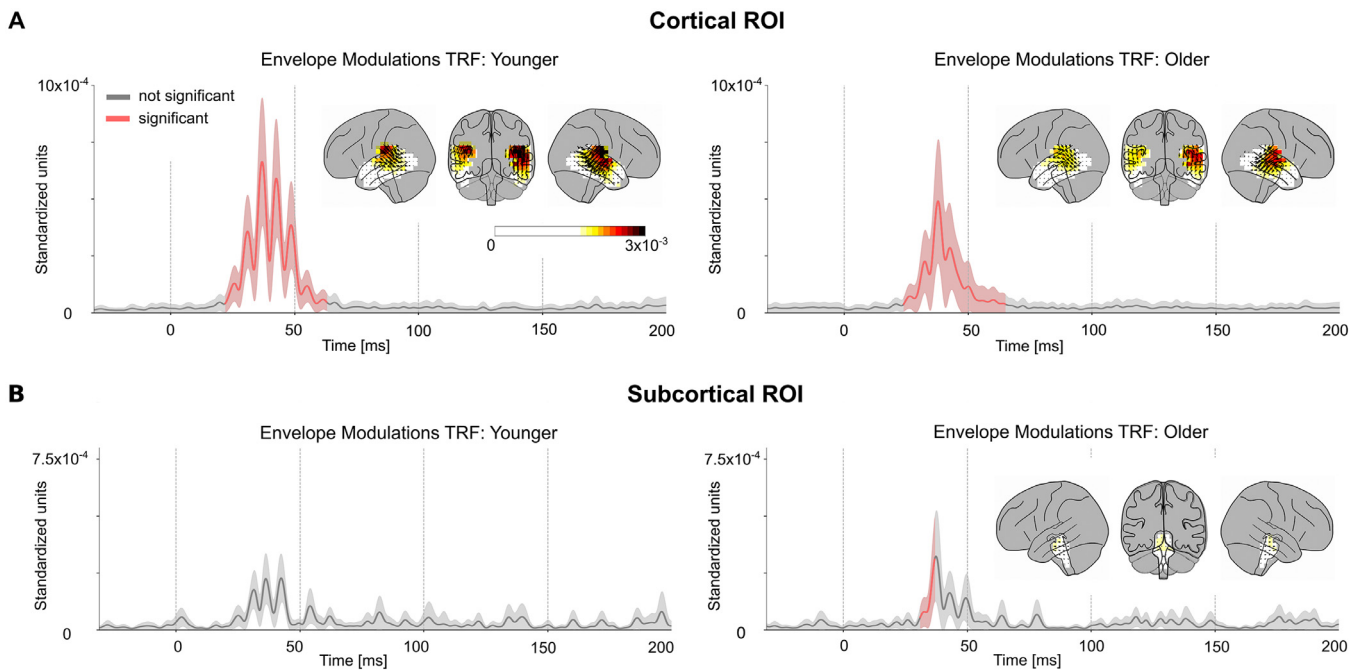 A
Cortical ROI
Envelope Modulations TRF: Younger
10x10-4
not significant
significant
Standardized units
0
3x10-3
0
0
50
100
150
200
Time [ms]
Envelope Modulations TRF: Older
10x10-4
Standardized units
0
0
50
100
150
200
Time [ms]
B
Subcortical ROI
Envelope Modulations TRF: Younger
7.5x10-4
Standardized units
0
0
50
100
150
200
Time [ms]
Envelope Modulations TRF: Older
7.5x10-4
Standardized units
0
0
50
100
150
200
Time [ms]